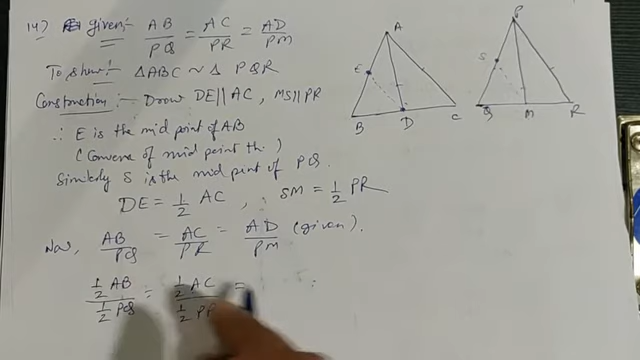 14) given,- AB/PQ = AC/PR = AD/PM
To show:- ΔABC ~ Δ PQR
Construction:- Draw DE||AC, MS||PR
∴ E is the mid point of AB
(Converse of mid point th.)
Similarly S is the mid point of PQ.
DE = 1/2 AC, SM = 1/2 PR
Now, AB/PQ = AC/PR = AD/PM (given).
1/2 AB / 1/2 PQ = 1/2 AC / 1/2 PR =
A
E
B D C
P
S
Q M R